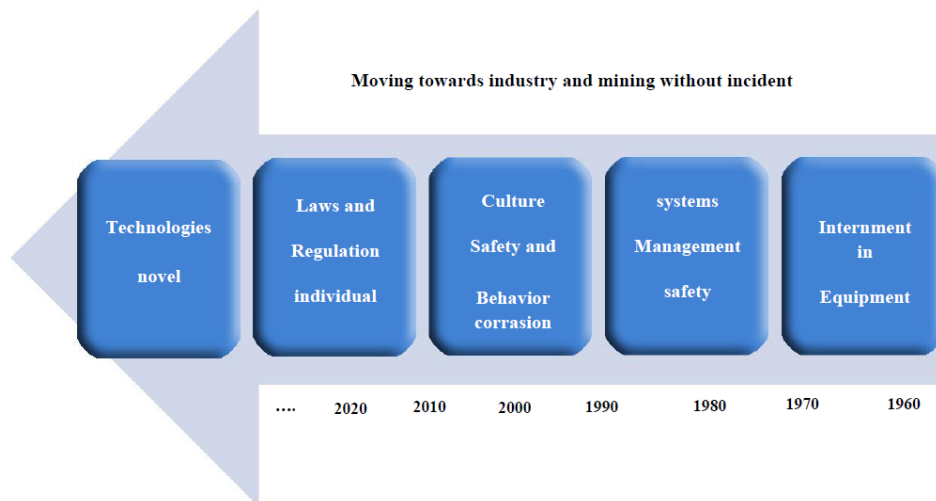 Moving towards industry and mining without incident
Technologies
novel
Laws and
Regulation
individual
Culture
Safety and
Behavior
corrasion
systems
Management
safety
Internment
in
Equipment
.... 2020 2010 2000 1990 1980 1970 1960